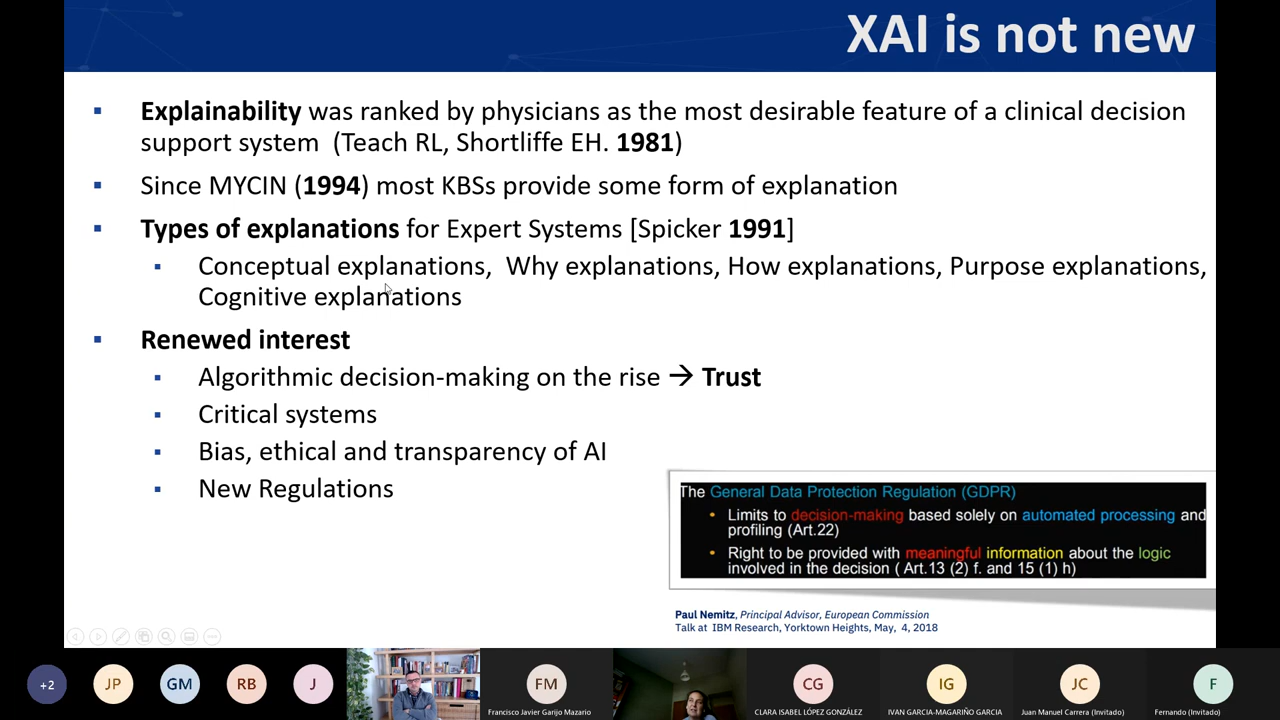 XAI is not new
▪ Explainability was ranked by physicians as the most desirable feature of a clinical decision
support system (Teach RL, Shortliffe EH. 1981)
▪ Since MYCIN (1994) most KBSs provide some form of explanation
▪ Types of explanations for Expert Systems [Spicker 1991]
▪ Conceptual explanations, Why explanations, How explanations, Purpose explanations,
Cognitive explanations
▪ Renewed interest
▪ Algorithmic decision-making on the rise → Trust
▪ Critical systems
▪ Bias, ethical and transparency of AI
▪ New Regulations
The General Data Protection Regulation (GDPR)
• Limits to decision-making based solely on automated processing and
profiling (Art.22)
• Right to be provided with meaningful information about the logic
involved in the decision ( Art.13 (2) f. and 15 (1) h)
Paul Nemitz, Principal Advisor, European Commission
Talk at IBM Research, Yorktown Heights, May, 4, 2018
+2 JP GM RB J FM CG IG JC F
Francisco Javier Garijo Mazario CLARA ISABEL LÓPEZ GONZÁLEZ IVAN GARCIA-MAGARIÑO GARCIA Juan Manuel Carrera (Invitado) Fernando (Invitado)